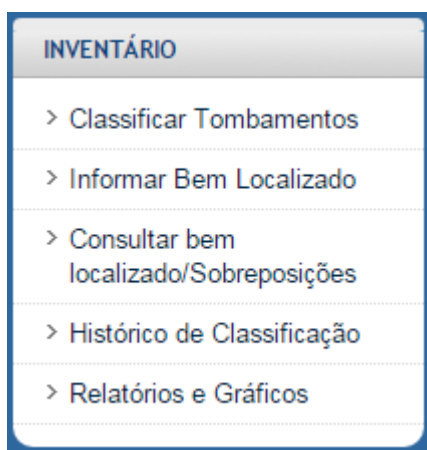 INVENTÁRIO
> Classificar Tombamentos
> Informar Bem Localizado
> Consultar bem
localizado/Sobreposições
> Histórico de Classificação
> Relatórios e Gráficos